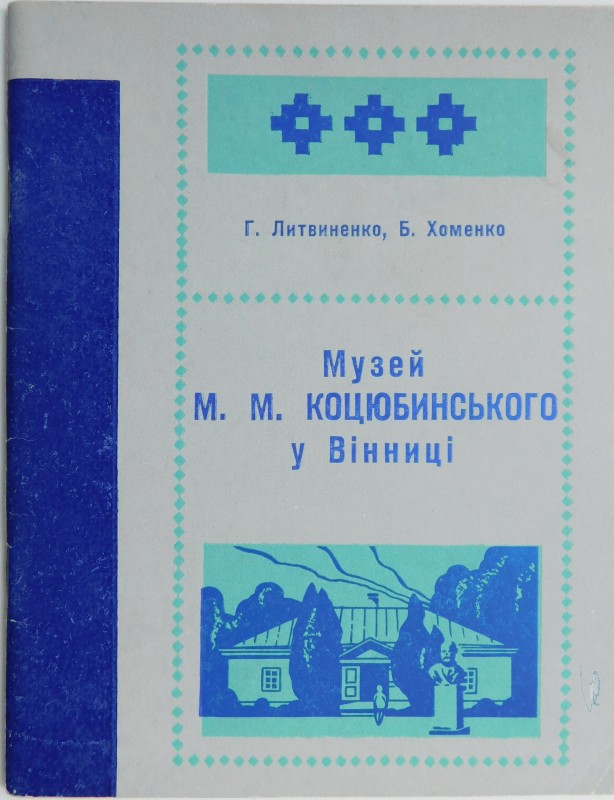 Г. Литвиненко, Б. Хоменко
Музей
М. М. КОЦЮБИНСЬКОГО
у Вінниці